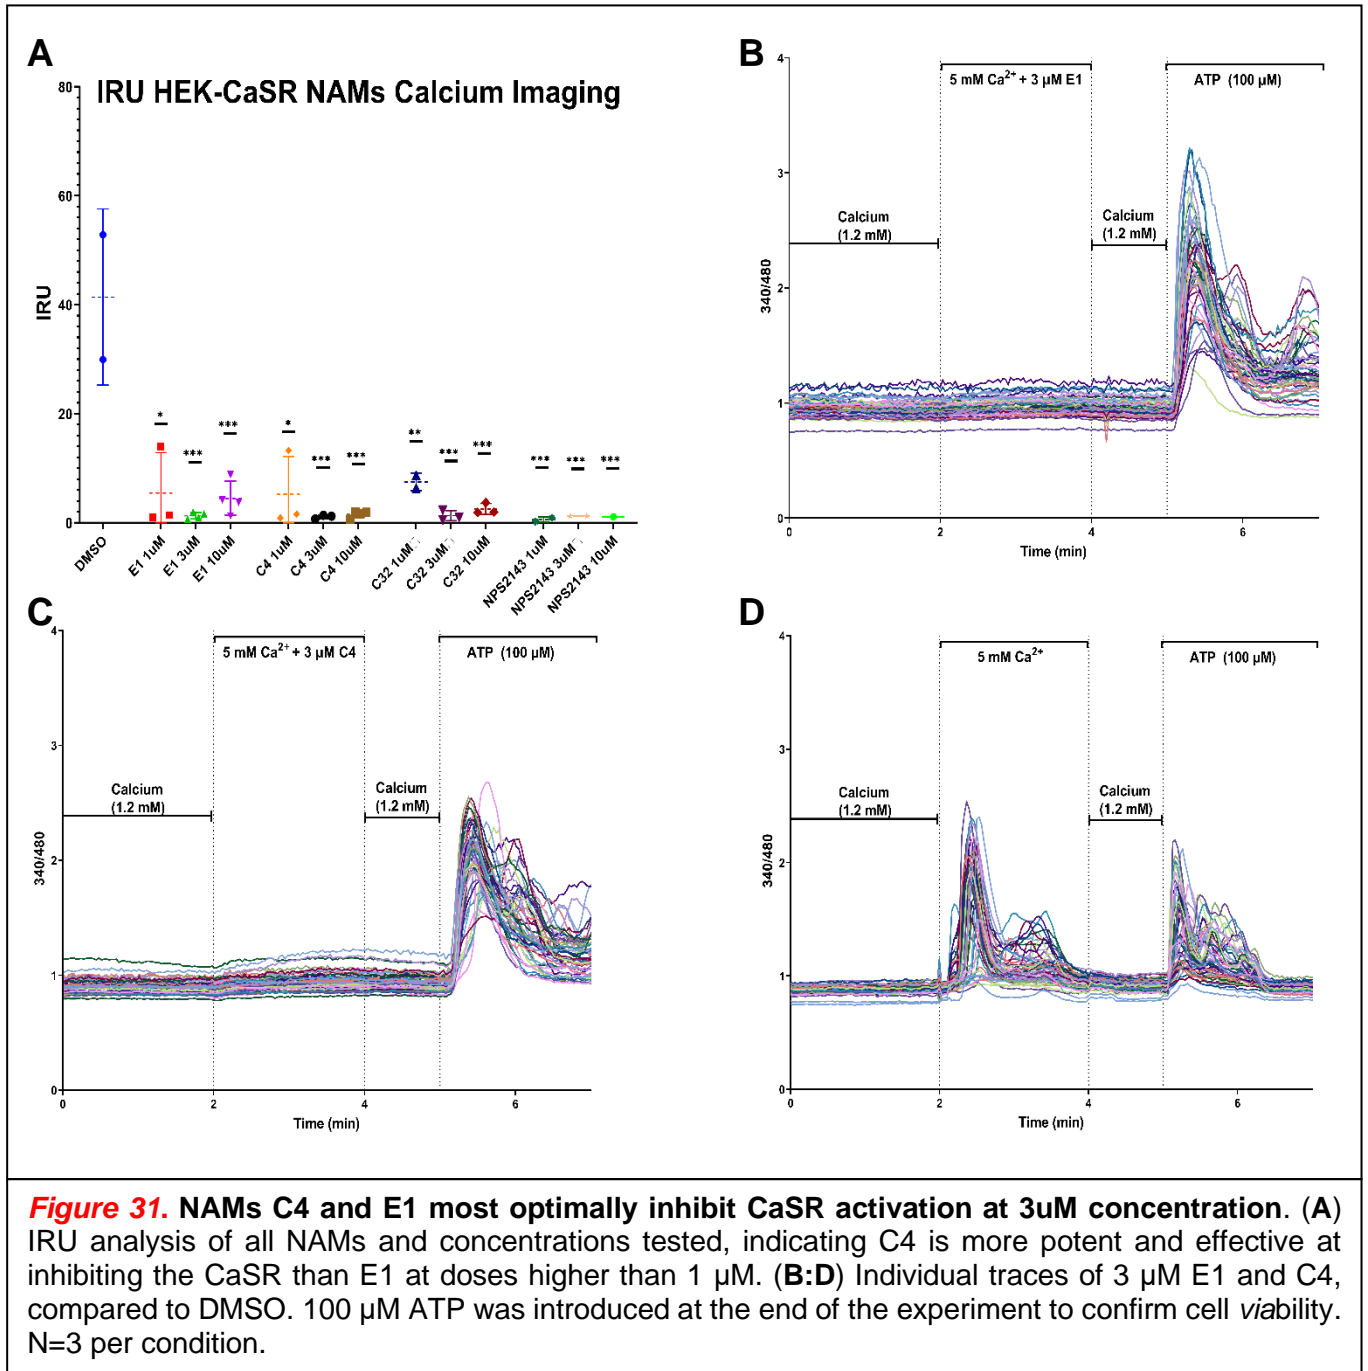 A
IRU HEK-CaSR NAMs Calcium Imaging
80
60
40
20
0
IRU
*
***
***
*
***
***
**
***
***
***
***
***
DMSO
E1 1uM
E1 3uM
E1 10uM
C4 1uM
C4 3uM
C4 10uM
C32 1uM
C32 3uM
C32 10uM
NPS2143 1uM
NPS2143 3uM
NPS2143 10uM
B
4
3
2
1
0
340/480
5 mM Ca²⁺ + 3 µM E1
ATP (100 µM)
Calcium
(1.2 mM)
Calcium
(1.2 mM)
0 2 4 6
Time (min)
C
4
3
2
1
0
340/480
5 mM Ca²⁺ + 3 µM C4
ATP (100 µM)
Calcium
(1.2 mM)
Calcium
(1.2 mM)
0 2 4 6
Time (min)
D
4
3
2
1
0
340/480
5 mM Ca²⁺
ATP (100 µM)
Calcium
(1.2 mM)
Calcium
(1.2 mM)
0 2 4 6
Time (min)
Figure 31. NAMs C4 and E1 most optimally inhibit CaSR activation at 3uM concentration. (A)
IRU analysis of all NAMs and concentrations tested, indicating C4 is more potent and effective at
inhibiting the CaSR than E1 at doses higher than 1 µM. (B:D) Individual traces of 3 µM E1 and C4,
compared to DMSO. 100 µM ATP was introduced at the end of the experiment to confirm cell viability.
N=3 per condition.